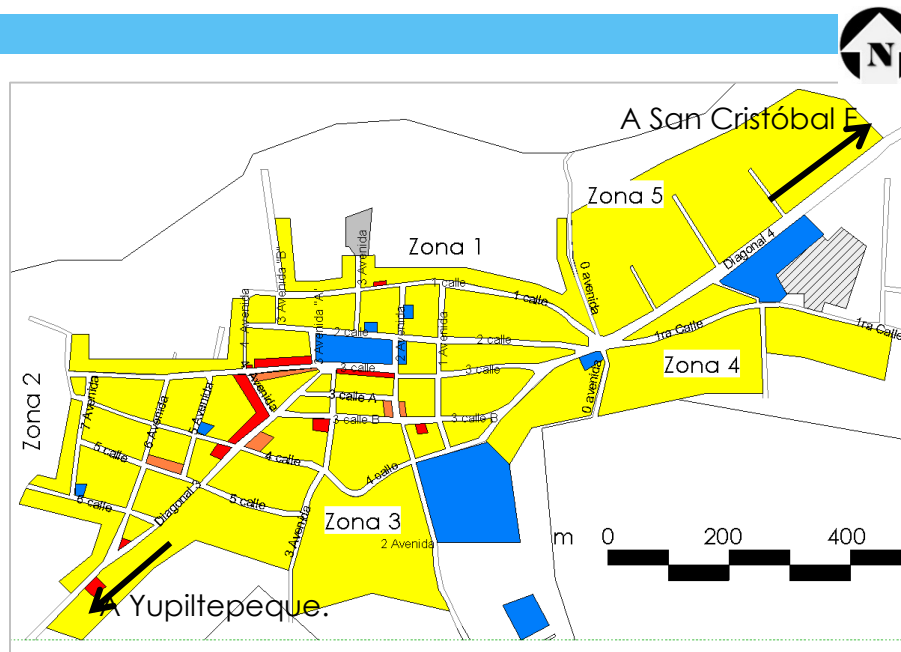 N
A San Cristóbal F
Zona 5
Zona 1
3 Avenida
3 Avenida "B"
Diagonal 4
0 avenida
1 calle
1 calle
4 Avenida
3 Avenida "A"
2 Avenida
1 Avenida
2 calle
2 calle
1ra Calle
1ra Calle
2 calle
3 calle
Zona 4
Zona 2
7 Avenida
6 Avenida
5 Avenida
Avenida
3 calle A
3 calle B
3 calle B
0 avenida
4 calle
4 calle
5 calle
5 calle
6 calle
Diagonal 3
3 Avenida
Zona 3
2 Avenida
m 0 200 400
A Yupiltepeque.